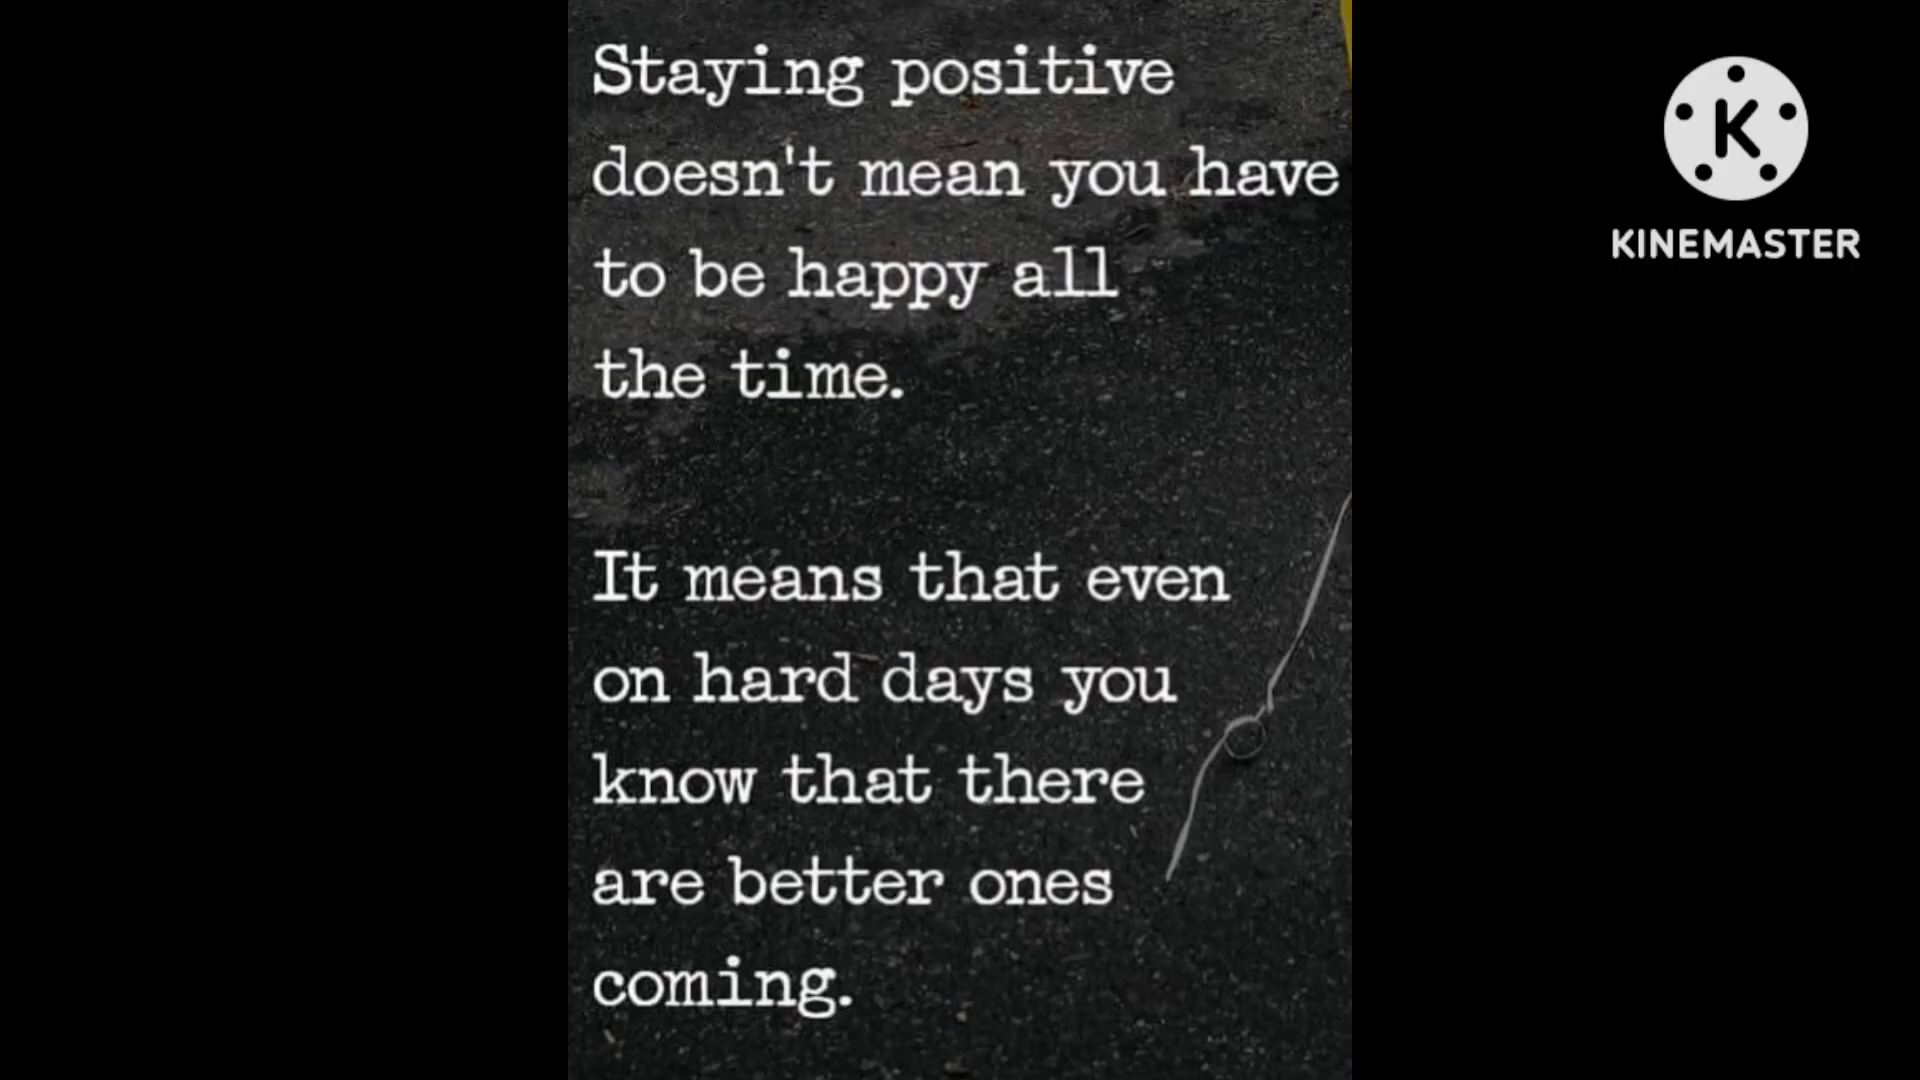 Staying positive
doesn't mean you have
to be happy all
the time.
It means that even
on hard days you
know that there
are better ones
coming.
K
KINEMASTER